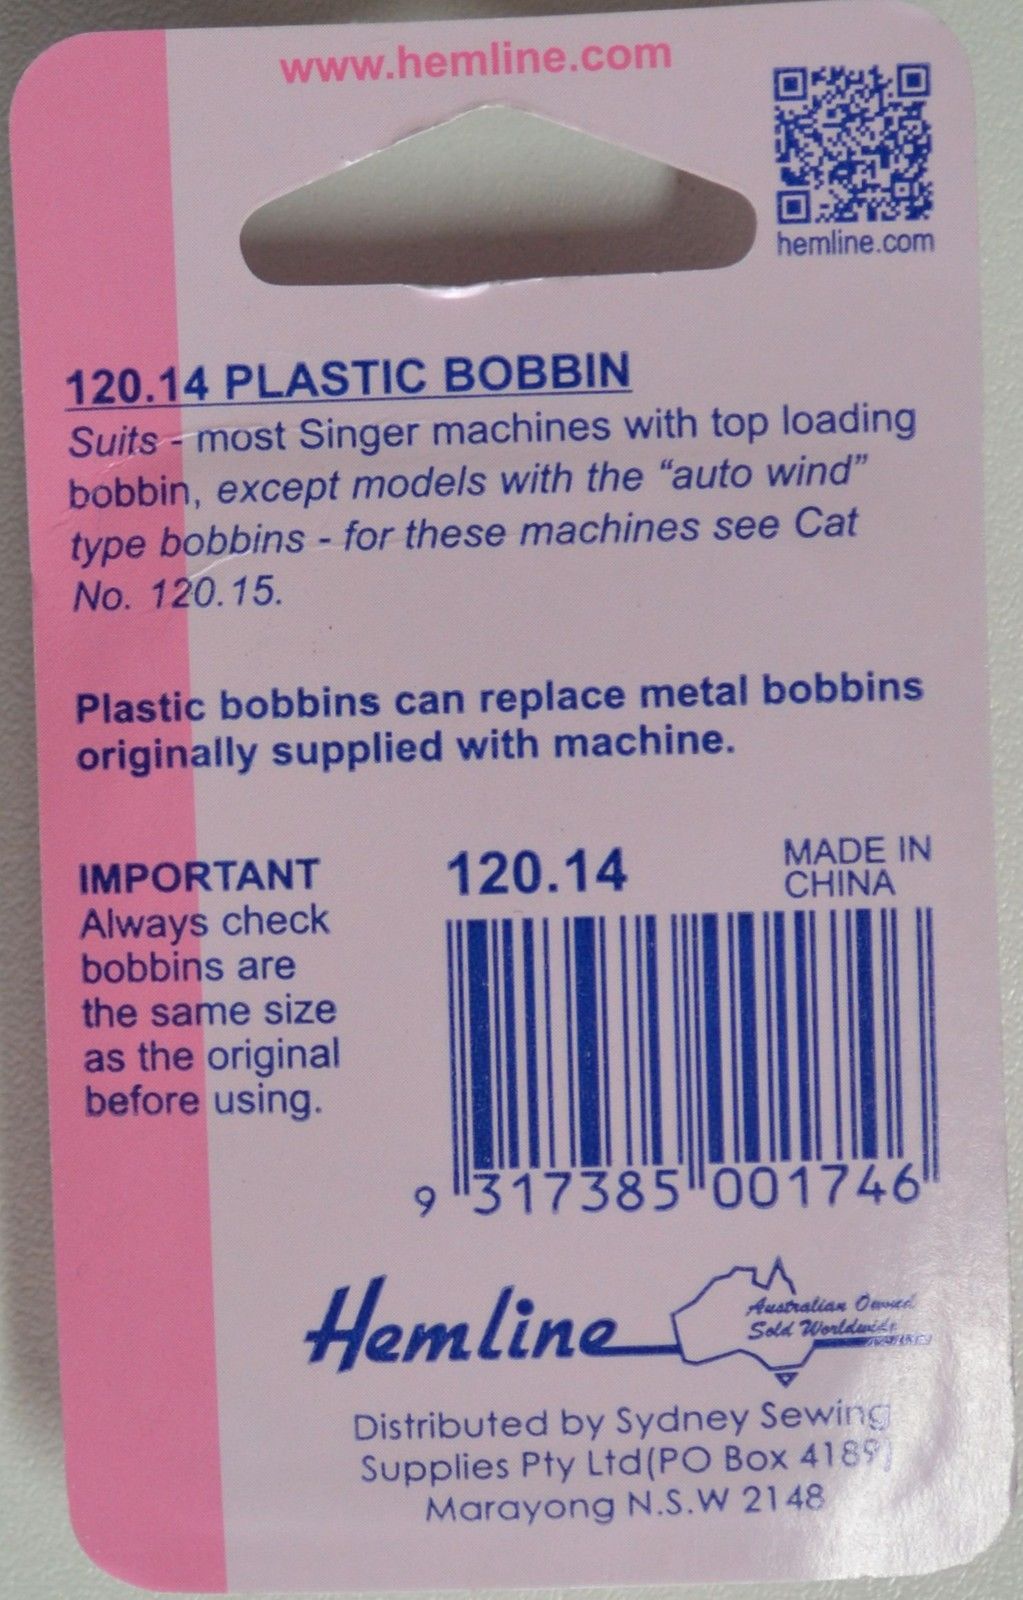 www.hemline.com
hemline.com
120.14 PLASTIC BOBBIN
Suits - most Singer machines with top loading
bobbin, except models with the “auto wind”
type bobbins - for these machines see Cat
No. 120.15.
Plastic bobbins can replace metal bobbins
originally supplied with machine.
IMPORTANT
Always check
bobbins are
the same size
as the original
before using.
120.14
MADE IN
CHINA
9 317385 001746
Hemline
Australian Owned
Sold Worldwide
Distributed by Sydney Sewing
Supplies Pty Ltd(PO Box 4189)
Marayong N.S.W 2148